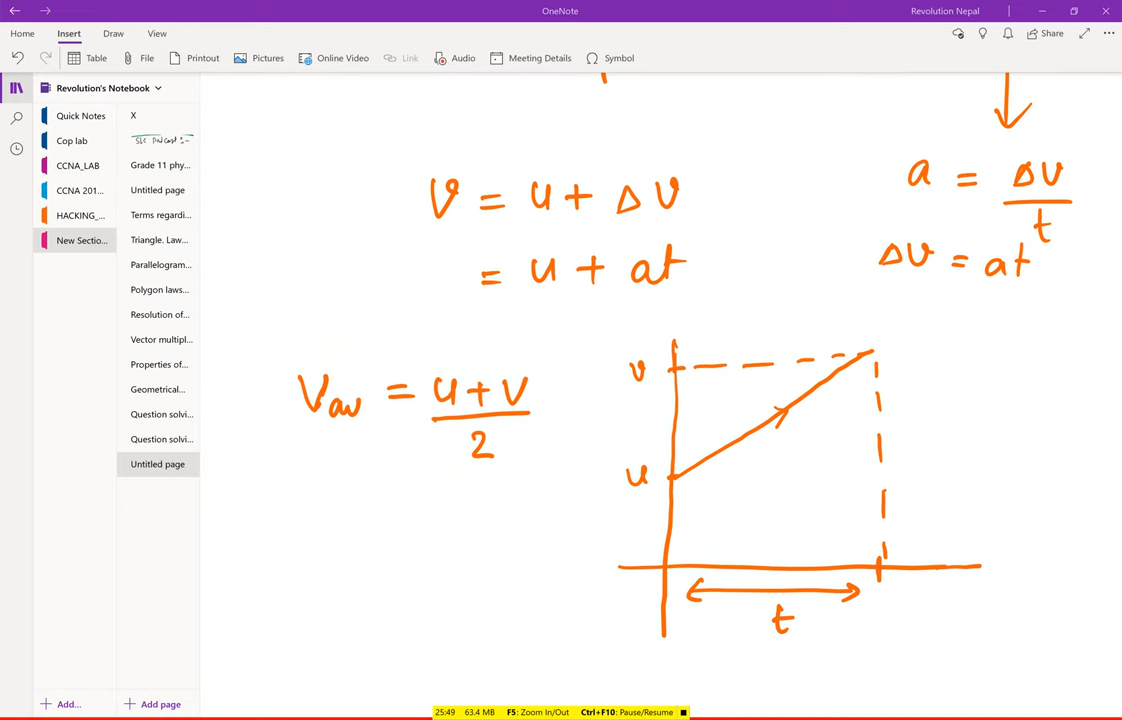 OneNote
Revolution Nepal
Home Insert Draw View
Share
Table File Printout Pictures Online Video Link Audio Meeting Details Symbol
Revolution's Notebook
Quick Notes
Cop lab
CCNA_LAB
CCNA 201...
HACKING_...
New Sectio...
X
Grade 11 phy...
Untitled page
Terms regardi...
Triangle. Law...
Parallelogram...
Polygon laws...
Resolution of...
Vector multipl...
Properties of...
Geometrical...
Question solvi...
Question solvi...
Untitled page
Add...
Add page
v = u + Δv
= u + at
a = Δv / t
Δv = at
Vav = u + v / 2
v
u
t
25:49 63.4 MB F5: Zoom In/Out Ctrl+F10: Pause/Resume